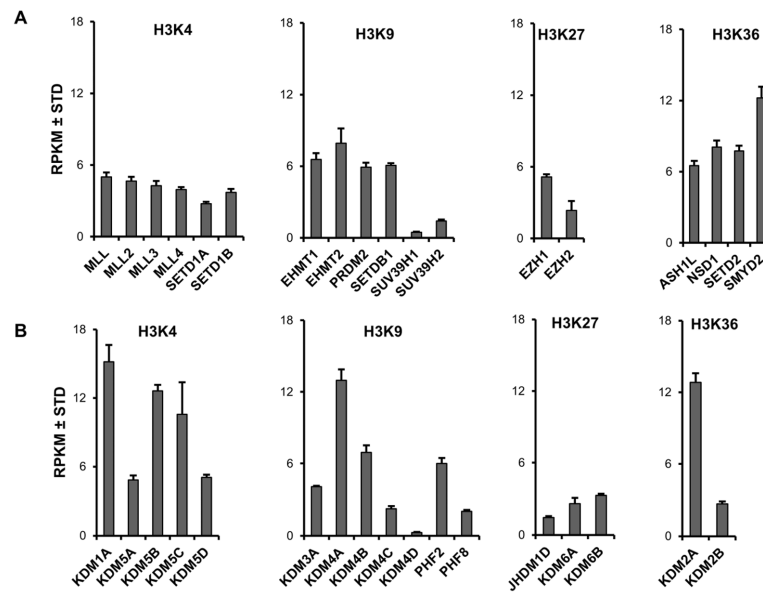 A
H3K4
H3K9
H3K27
H3K36
RPKM ± STD
18
12
6
0
MLL
MLL2
MLL3
MLL4
SETD1A
SETD1B
18
12
6
0
EHMT1
EHMT2
PRDM2
SETDB1
SUV39H1
SUV39H2
18
12
6
0
EZH1
EZH2
18
12
6
0
ASH1L
NSD1
SETD2
SMYD2
B
H3K4
H3K9
H3K27
H3K36
RPKM ± STD
18
12
6
0
KDM1A
KDM5A
KDM5B
KDM5C
KDM5D
18
12
6
0
KDM3A
KDM4A
KDM4B
KDM4C
KDM4D
PHF2
PHF8
18
12
6
0
JHDM1D
KDM6A
KDM6B
18
12
6
0
KDM2A
KDM2B